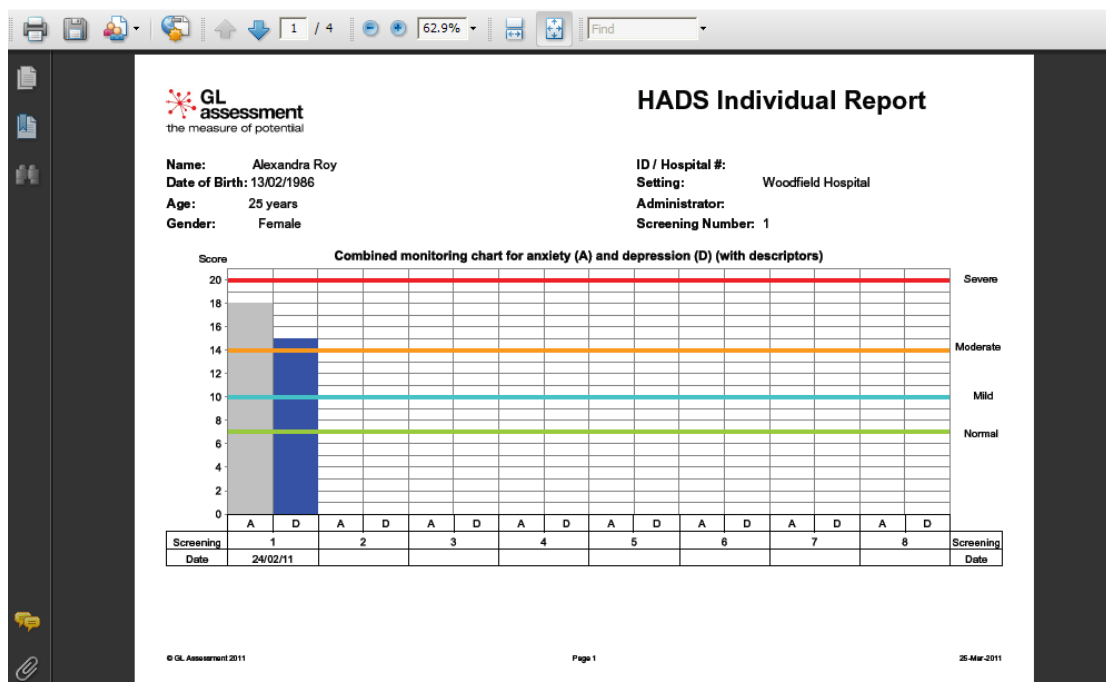 1 / 4 62.9% Find
GL
assessment
the measure of potential
HADS Individual Report
Name: Alexandra Roy
ID / Hospital #:
Date of Birth: 13/02/1986
Setting: Woodfield Hospital
Age: 25 years
Administrator:
Gender: Female
Screening Number: 1
Score
Combined monitoring chart for anxiety (A) and depression (D) (with descriptors)
20 Severe
18
16
14 Moderate
12
10 Mild
8
Normal
6
4
2
0
A D A D A D A D A D A D A D A D
Screening 1 2 3 4 5 6 7 8 Screening
Date 24/02/11 Date
© GL Assessment 2011 Page 1 25-Mar-2011